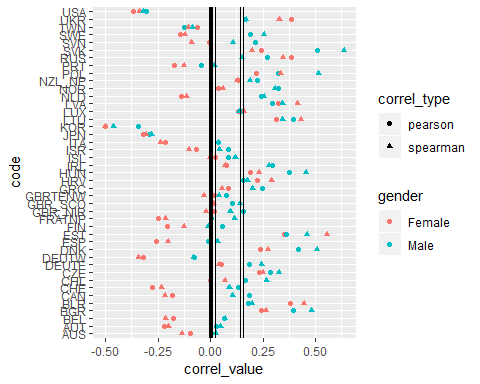 USA
UKR
TWN
SWE
SVN
SVK
RUS
PRT
POL
NZL_NP
NOR
NLD
LVA
LUX
LTU
KOR
JPN
ITA
ISR
ISL
IRL
HUN
HRV
GRC
GBRTENW
GBR_SCO
GBR_NIR
FRATNP
FIN
EST
ESP
DNK
DEUTW
DEUTE
CZE
CHL
CHE
CAN
BLR
BGR
BEL
AUT
AUS
code
-0.50
-0.25
0.00
0.25
0.50
correl_value
correl_type
pearson
spearman
gender
Female
Male